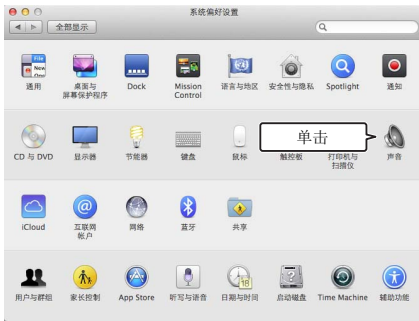 系统偏好设置
全部显示
File
New
通用
桌面与
屏幕保护程序
Dock
Mission
Control
语言与地区
安全性与隐私
Spotlight
通知
CD 与 DVD
显示器
节能器
键盘
鼠标
单击
触控板
打印机与
扫描仪
声音
iCloud
互联网
帐户
网络
蓝牙
共享
用户与群组
家长控制
App Store
听写与语音
18
日期与时间
启动磁盘
Time Machine
辅助功能